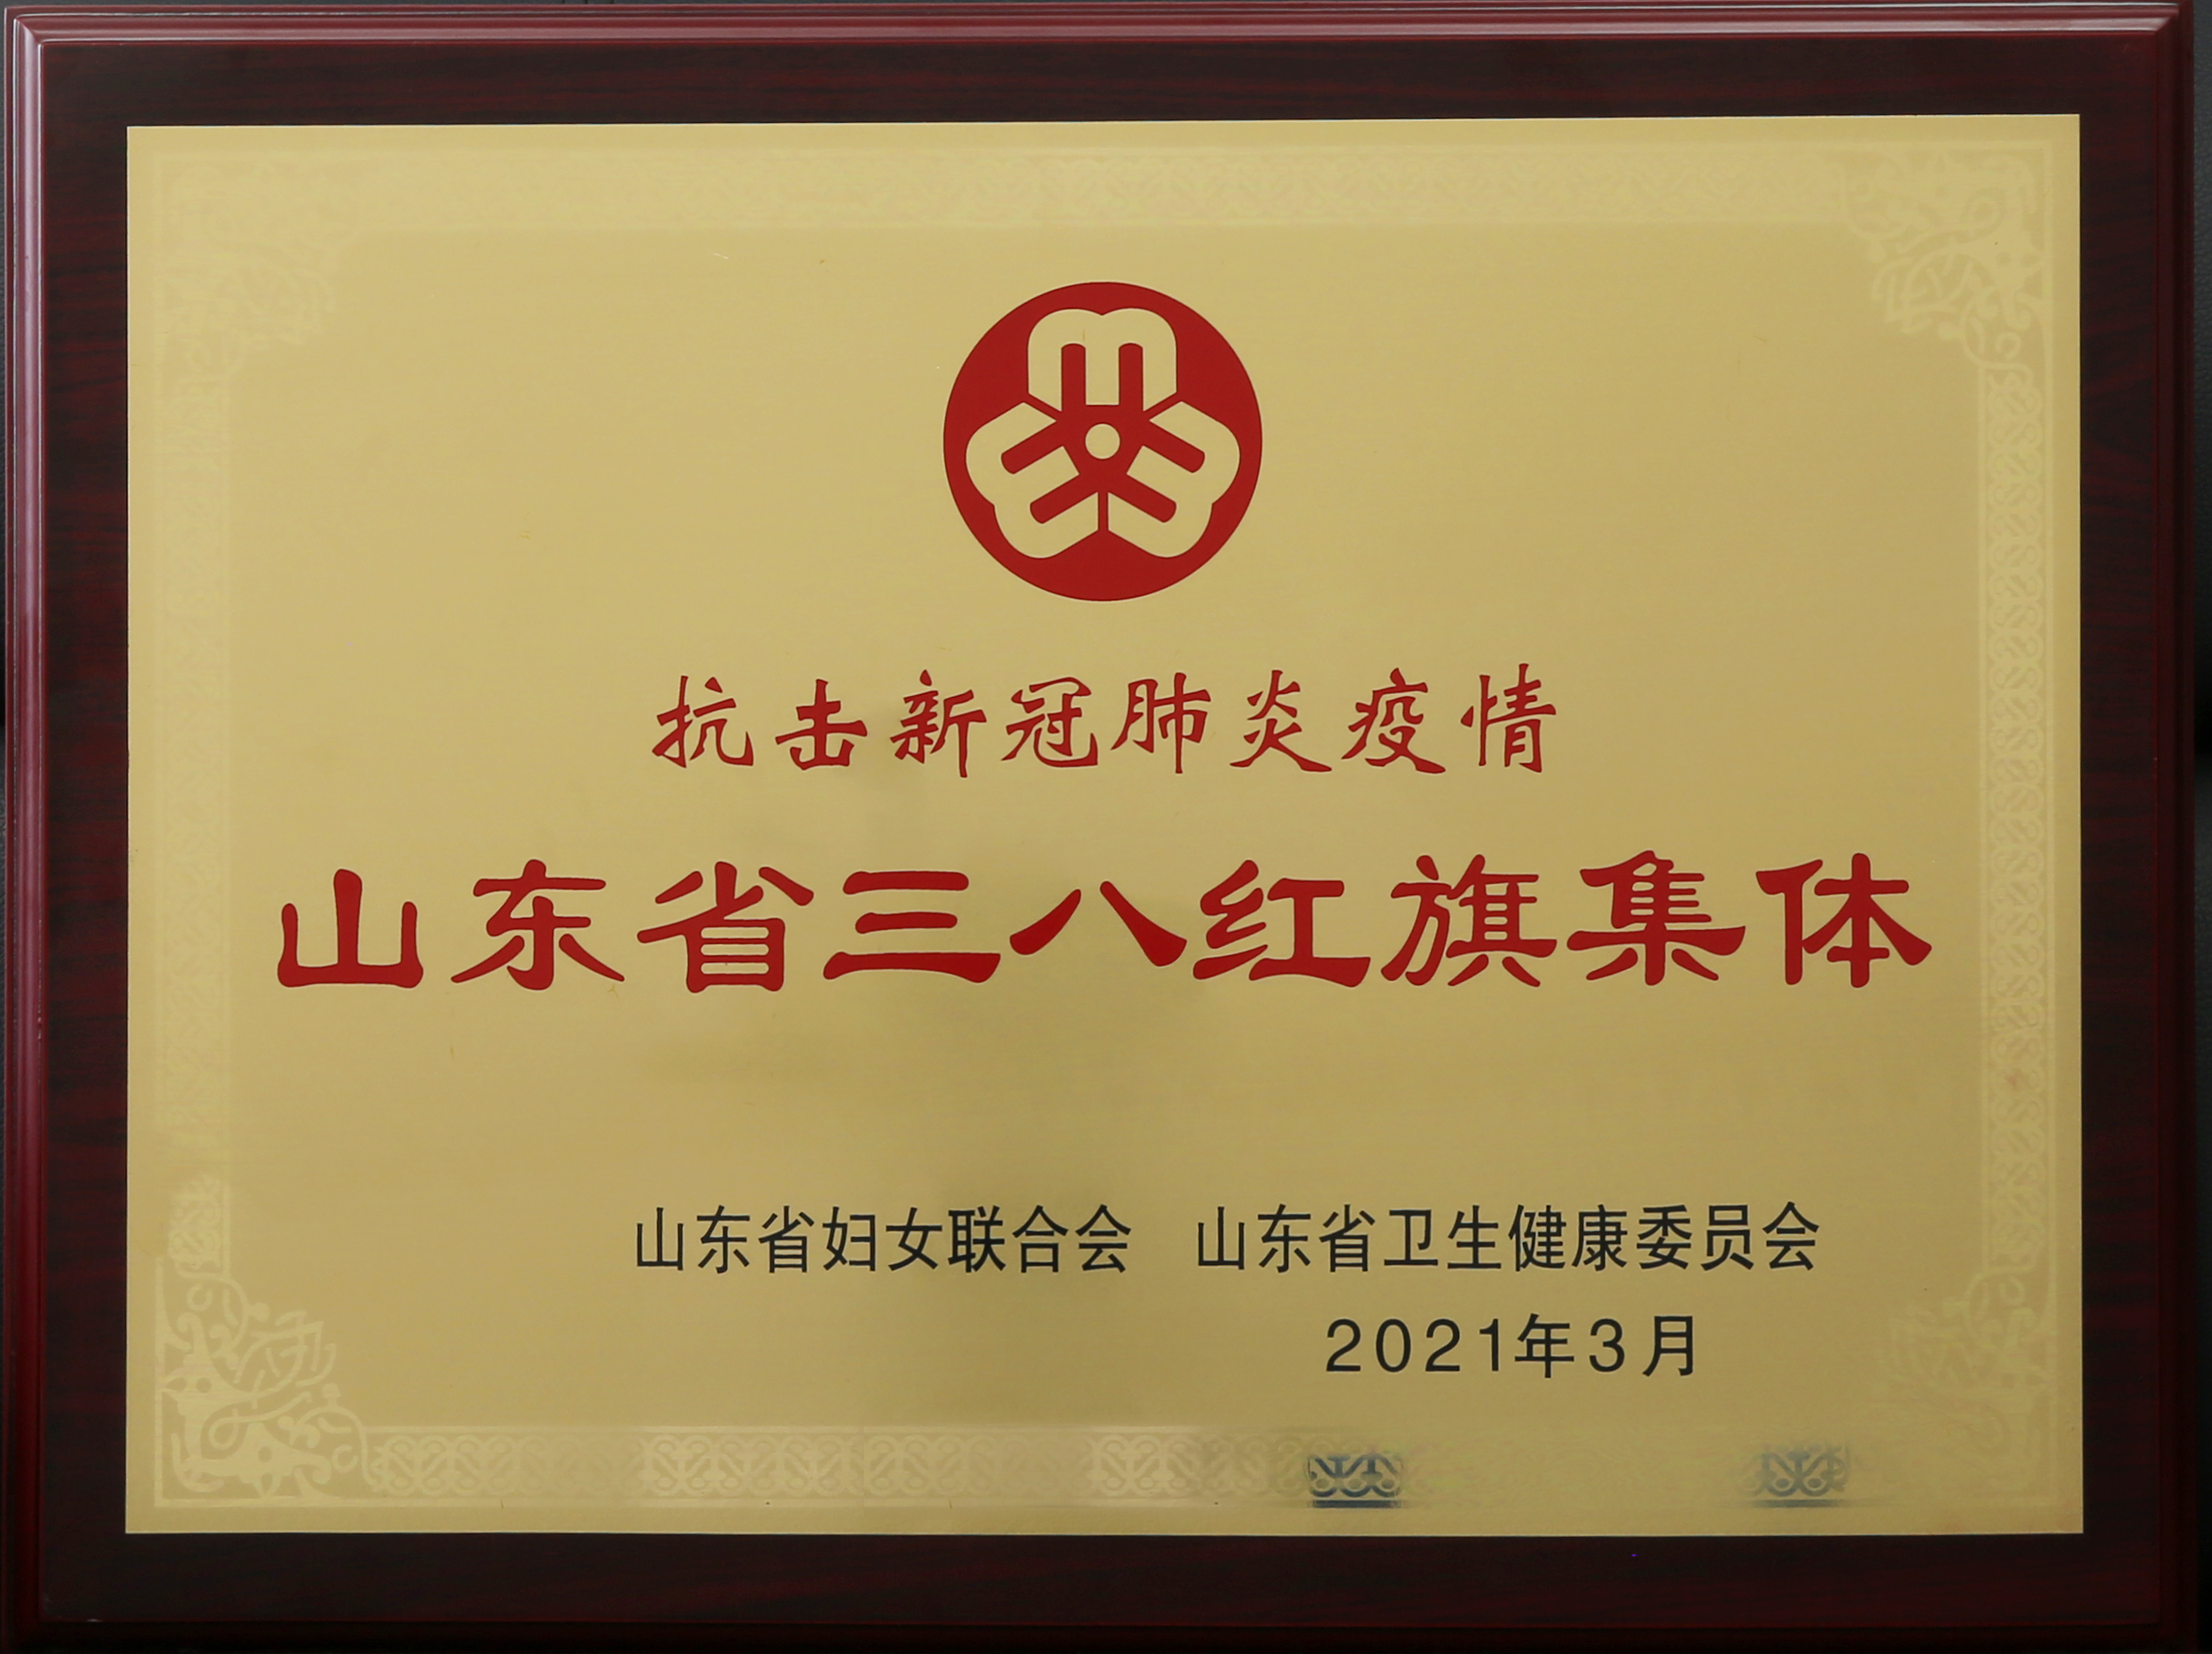 抗击新冠肺炎疫情
山东省三八红旗集体
山东省妇女联合会 山东省卫生健康委员会
2021年3月